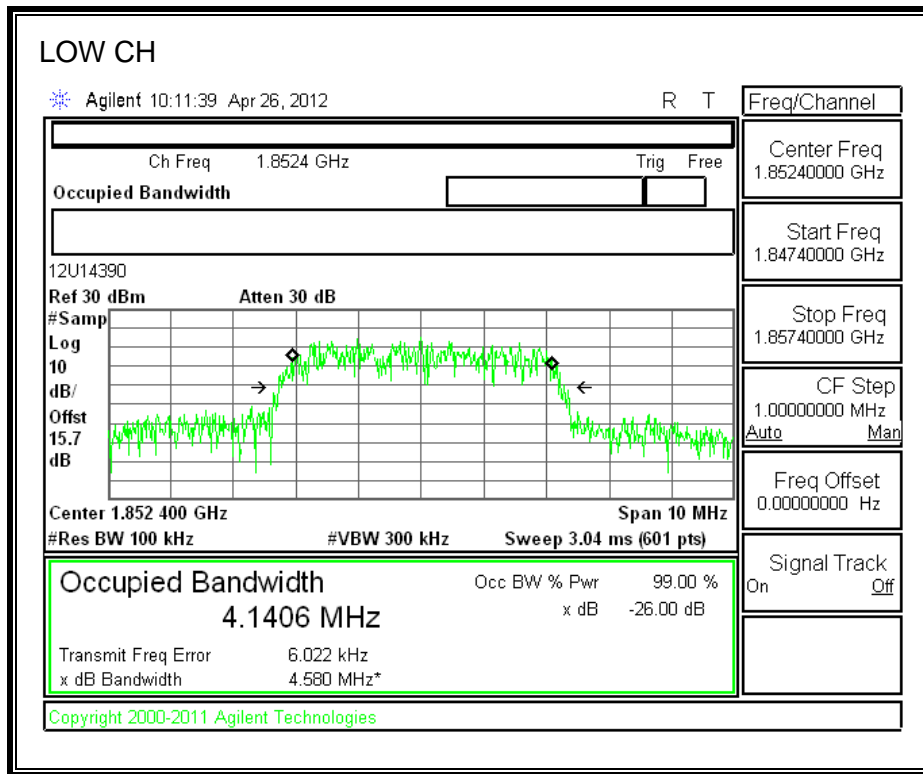 LOW CH
Agilent 10:11:39 Apr 26, 2012 R T
Freq/Channel
Ch Freq 1.8524 GHz Trig Free
Occupied Bandwidth
Center Freq
1.85240000 GHz
Start Freq
1.84740000 GHz
12U14390
Ref 30 dBm Atten 30 dB
#Samp
Log
10
dB/
Offst
15.7
dB
Stop Freq
1.85740000 GHz
CF Step
1.00000000 MHz
Auto Man
Freq Offset
0.00000000 Hz
Center 1.852 400 GHz Span 10 MHz
#Res BW 100 kHz #VBW 300 kHz Sweep 3.04 ms (601 pts)
Signal Track
On Off
Occupied Bandwidth Occ BW % Pwr 99.00 %
4.1406 MHz x dB -26.00 dB
Transmit Freq Error 6.022 kHz
x dB Bandwidth 4.580 MHz*
Copyright 2000-2011 Agilent Technologies